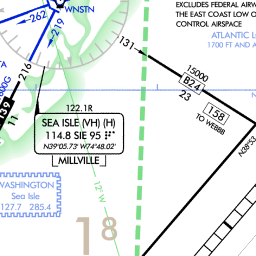 EXCLUDES FEDERAL AIRW
THE EAST COAST LOW O
CONTROL AIRSPACE
ATLANTIC L
1700 FT AND A
WNSTN
262
219
216
600G
139
11
131
15000
B24
23
158
TO WEBBB
122.1R
SEA ISLE (VH) (H)
114.8 SIE 95
N39°05.73' W74°48.02'
MILLVILLE
WASHINGTON
Sea Isle
127.7 285.4
12°W
18
N38°53